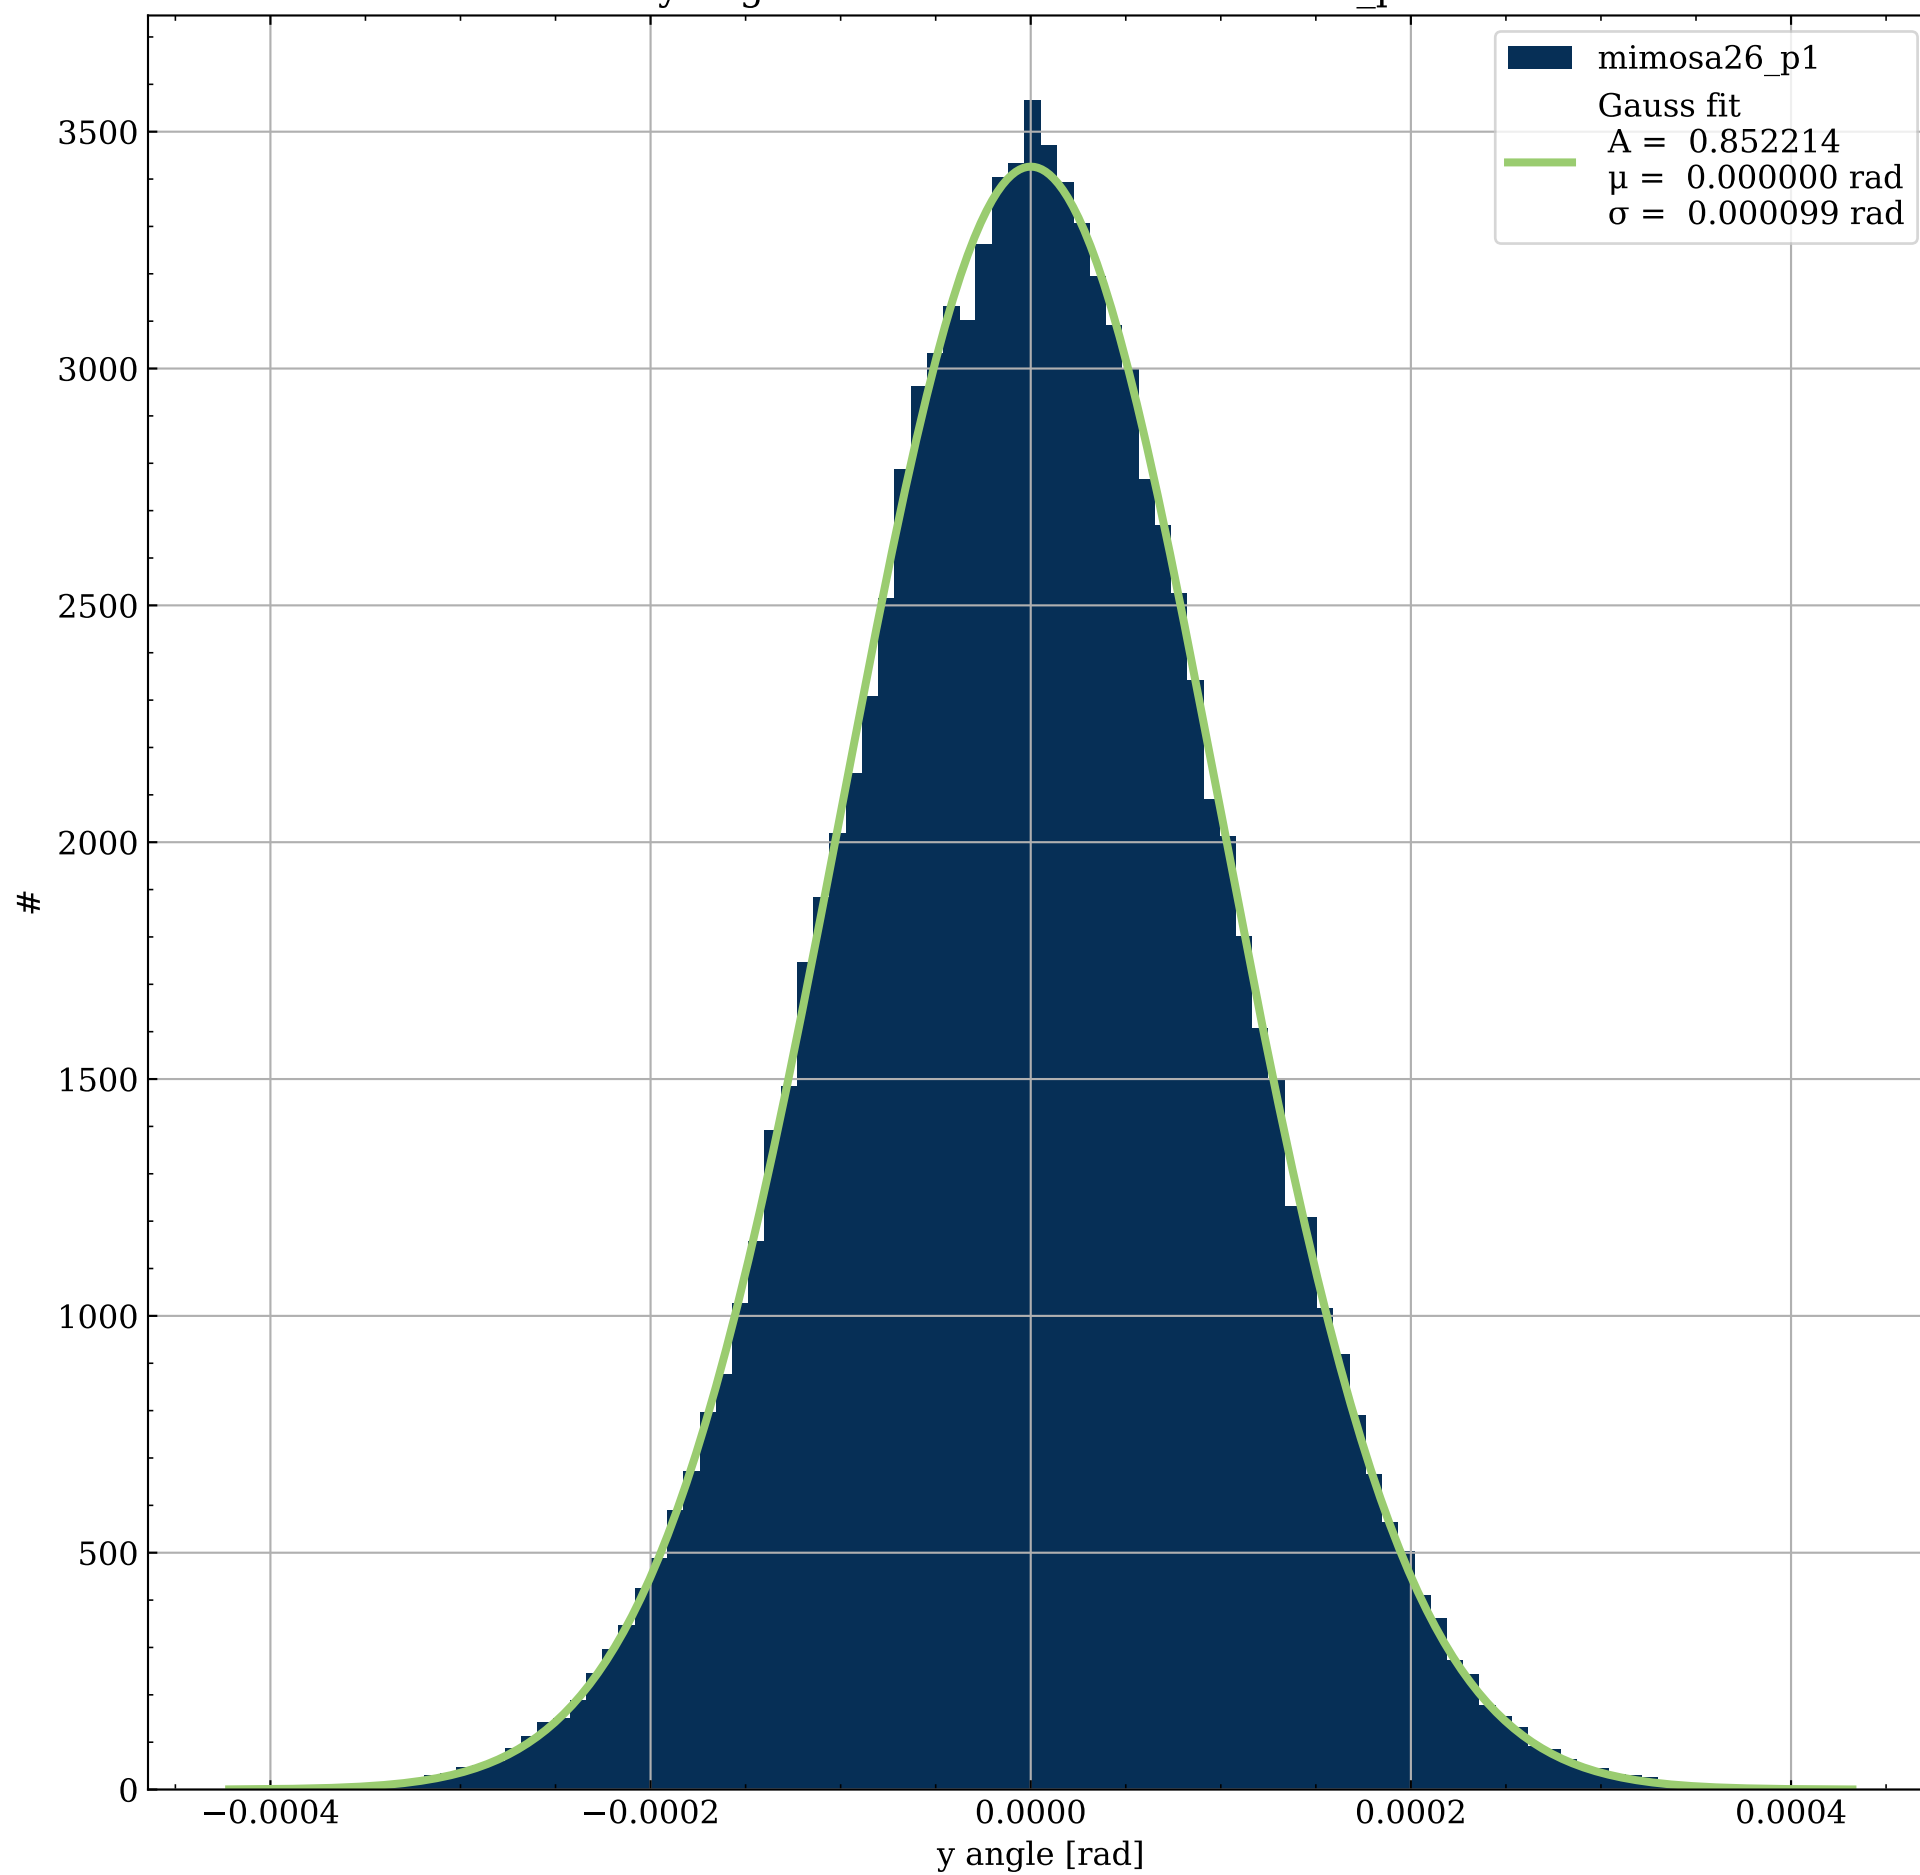 mimosa26_p1
Gauss fit
A = 0.852214
μ = 0.000000 rad
σ = 0.000099 rad
3500
3000
2500
2000
1500
1000
500
0
#
−0.0004 −0.0002 0.0000 0.0002 0.0004
y angle [rad]